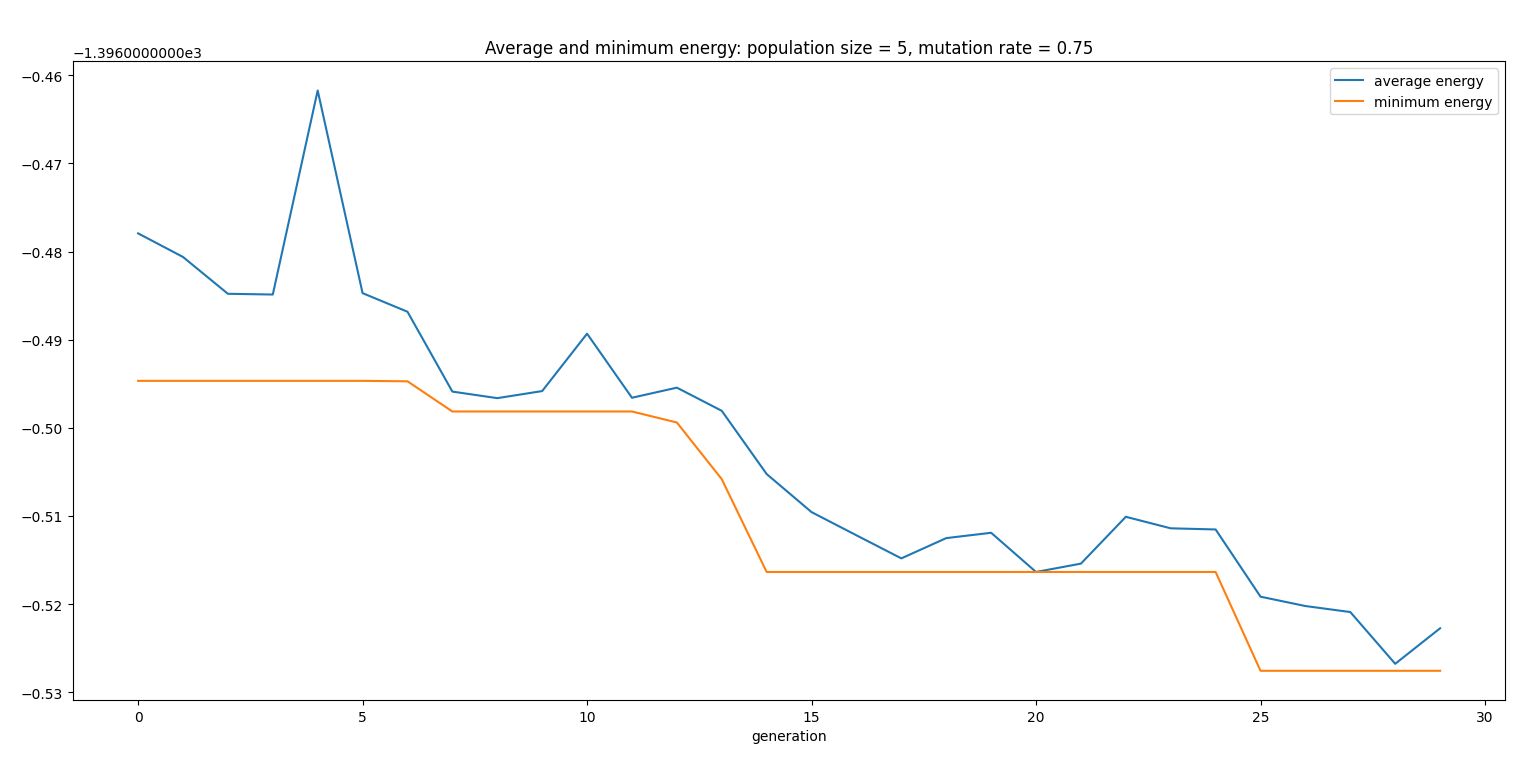 Average and minimum energy: population size = 5, mutation rate = 0.75
−1.3960000000e3
−0.46
−0.47
−0.48
−0.49
−0.50
−0.51
−0.52
−0.53
average energy
minimum energy
0 5 10 15 20 25 30
generation